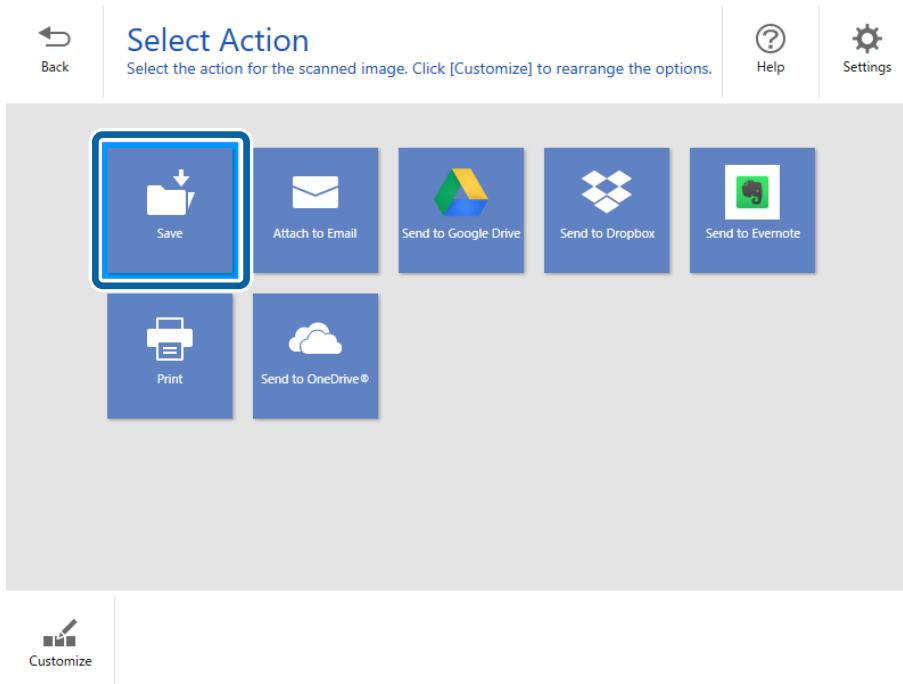 Back
Select Action
Select the action for the scanned image. Click [Customize] to rearrange the options.
Help
Settings
Save
Attach to Email
Send to Google Drive
Send to Dropbox
Send to Evernote
Print
Send to OneDrive®
Customize